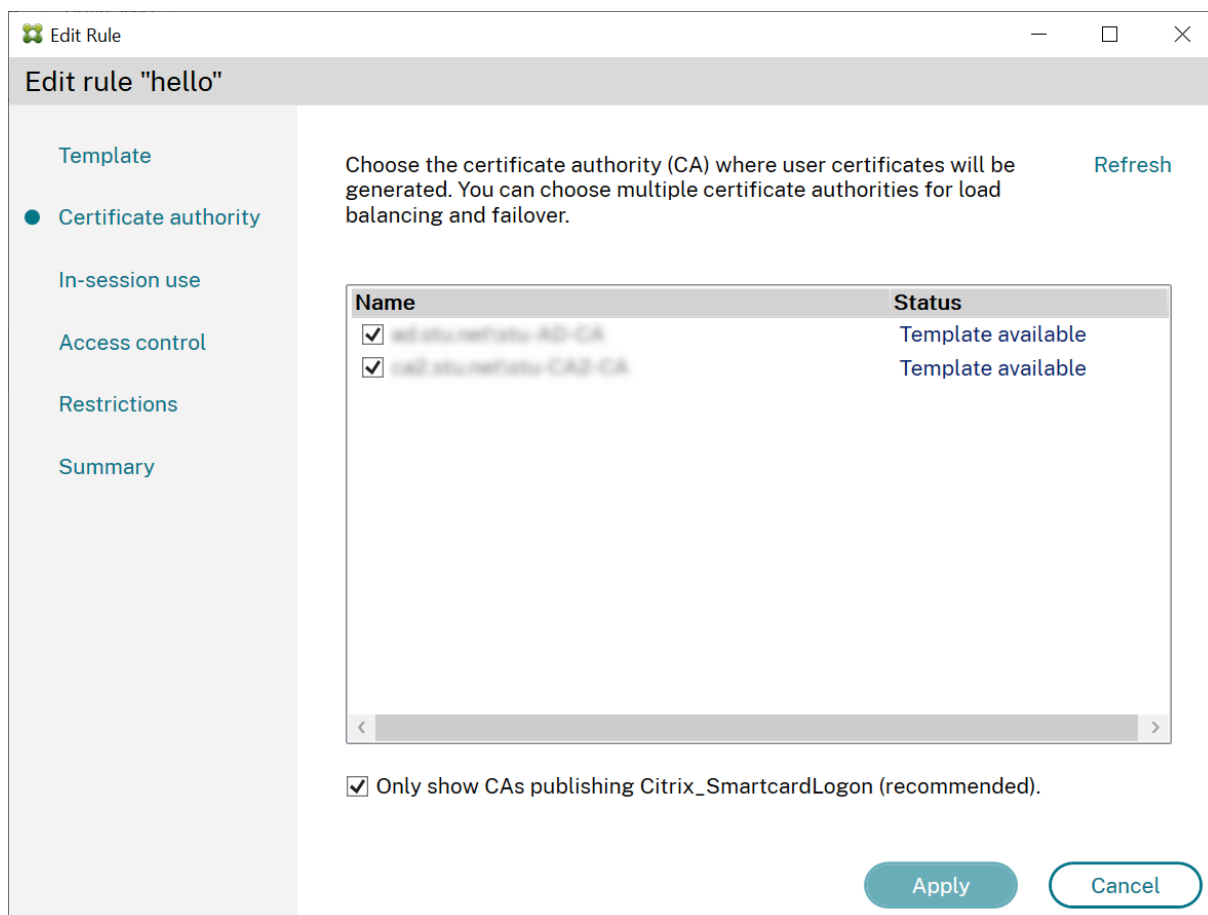 Edit Rule
Edit rule "hello"
Template
Certificate authority
In-session use
Access control
Restrictions
Summary
Choose the certificate authority (CA) where user certificates will be
generated. You can choose multiple certificate authorities for load
balancing and failover.
Refresh
Name Status
Template available
Template available
Only show CAs publishing Citrix_SmartcardLogon (recommended).
Apply Cancel